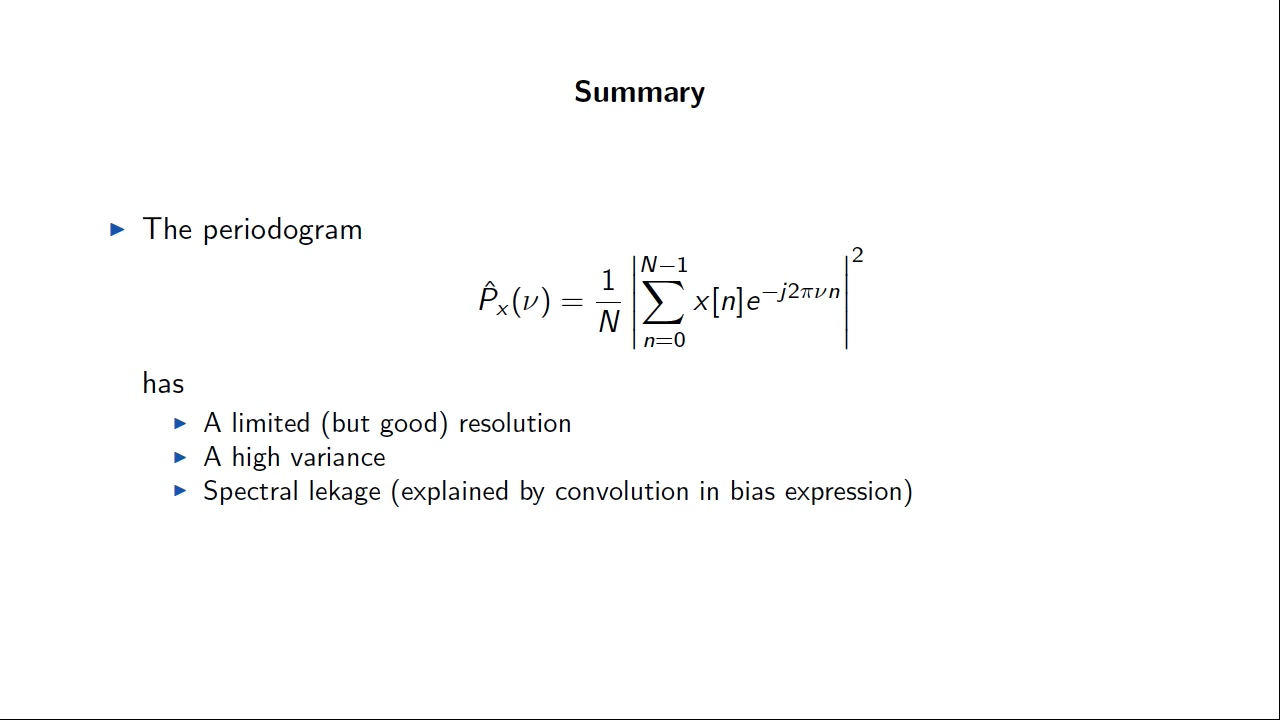 Summary
▶ The periodogram
P̂ₓ(ν) = 1/N |∑_{n=0}^{N−1} x[n]e^{−j2πνn}|²
has
▶ A limited (but good) resolution
▶ A high variance
▶ Spectral lekage (explained by convolution in bias expression)